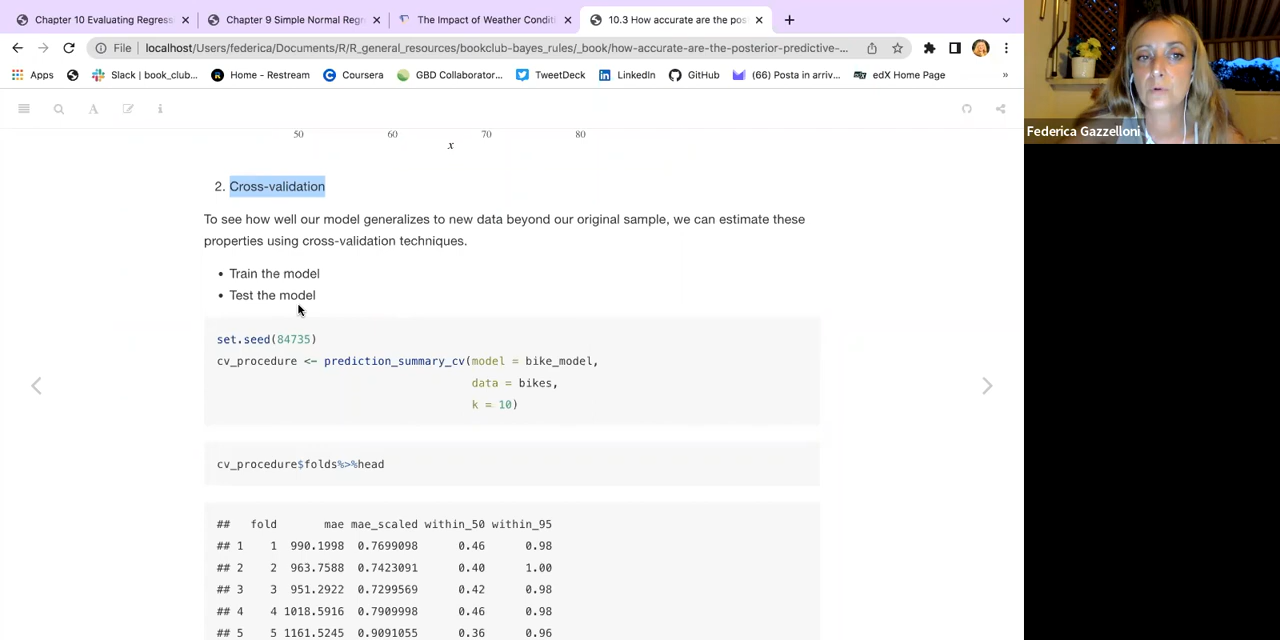 Chapter 10 Evaluating Regress
Chapter 9 Simple Normal Regr
The Impact of Weather Conditi
10.3 How accurate are the pos
File
localhost/Users/federica/Documents/R/R_general_resources/bookclub-bayes_rules/_book/how-accurate-are-the-posterior-predictive-...
Apps
Slack | book_club...
Home - Restream
Coursera
GBD Collaborator...
TweetDeck
LinkedIn
GitHub
(66) Posta in arriv...
edX Home Page
»
Federica Gazzelloni
50 60 70 80
x
2. Cross-validation
To see how well our model generalizes to new data beyond our original sample, we can estimate these
properties using cross-validation techniques.
• Train the model
• Test the model
set.seed(84735)
cv_procedure <- prediction_summary_cv(model = bike_model,
data = bikes,
k = 10)
cv_procedure$folds%>%head
## fold mae mae_scaled within_50 within_95
## 1 1 990.1998 0.7699098 0.46 0.98
## 2 2 963.7588 0.7423091 0.40 1.00
## 3 3 951.2922 0.7299569 0.42 0.98
## 4 4 1018.5916 0.7909998 0.46 0.98
## 5 5 1161.5245 0.9091055 0.36 0.96